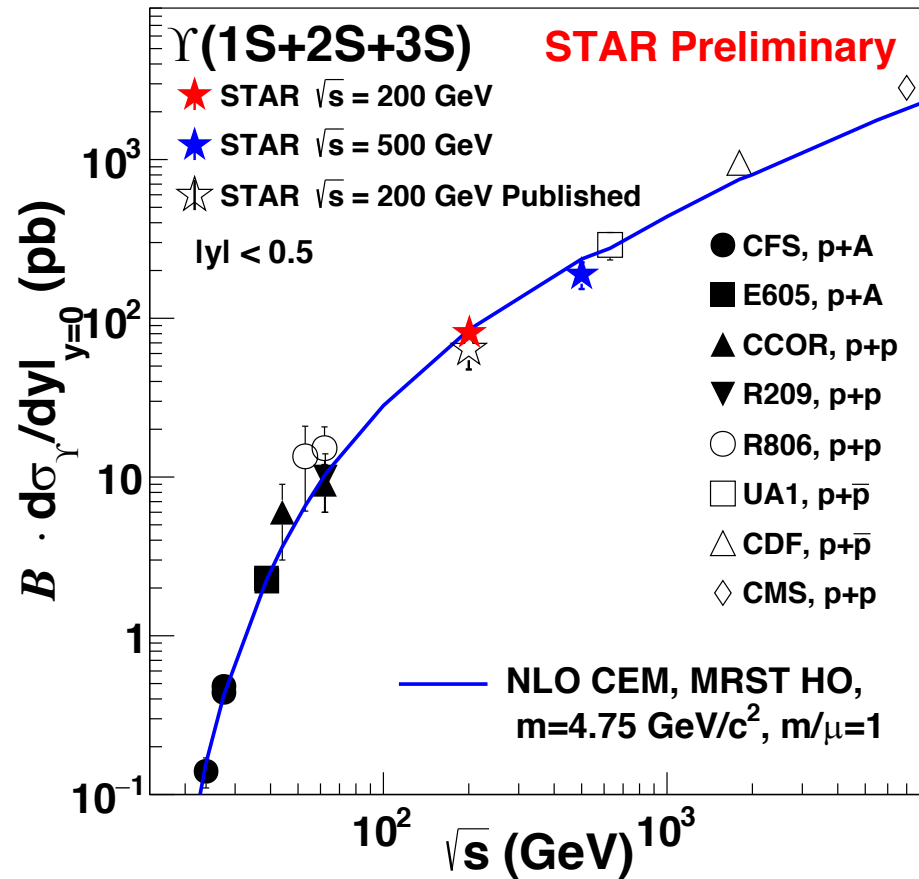 ϒ(1S+2S+3S)
STAR Preliminary
STAR √s = 200 GeV
STAR √s = 500 GeV
STAR √s = 200 GeV Published
|y| < 0.5
CFS, p+A
E605, p+A
CCOR, p+p
R209, p+p
R806, p+p
UA1, p+p̅
CDF, p+p̅
CMS, p+p
NLO CEM, MRST HO,
m=4.75 GeV/c², m/μ=1
B · dσ_ϒ/dy|_y=0 (pb)
10³
10²
10
1
10⁻¹
10² 10³
√s (GeV)